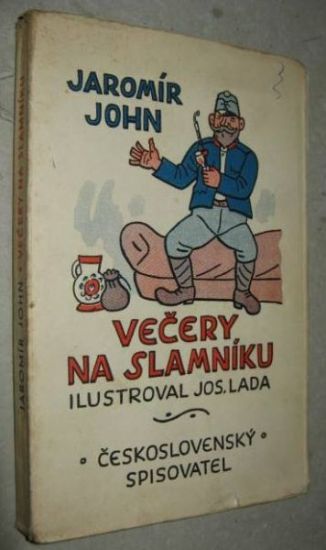 JAROMÍR
JOHN
VEČERY
NA SLAMNÍKU
ILUSTROVAL JOS. LADA
• ČESKOSLOVENSKÝ •
SPISOVATEL
JAROMÍR JOHN • VEČERY NA SLAMNÍKU